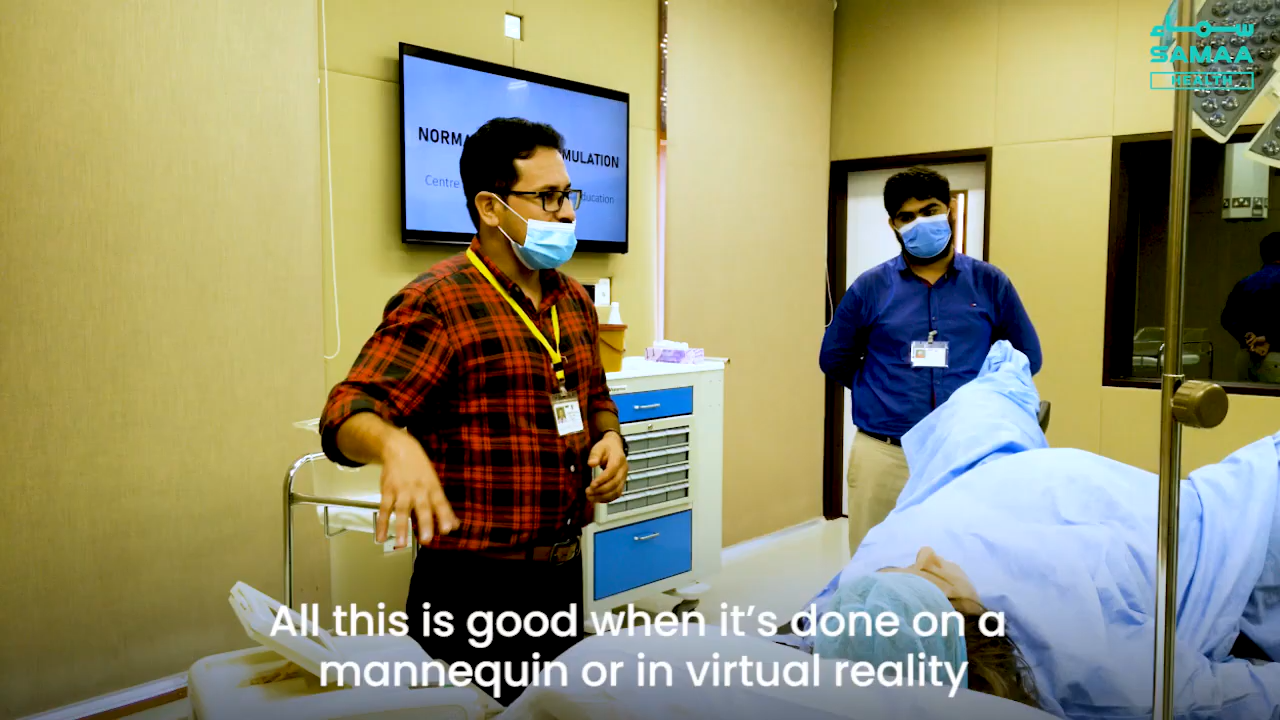 سماء
SAMAA
HEALTH
NORMA MULATION
Centre ducation
All this is good when it's done on a
mannequin or in virtual reality